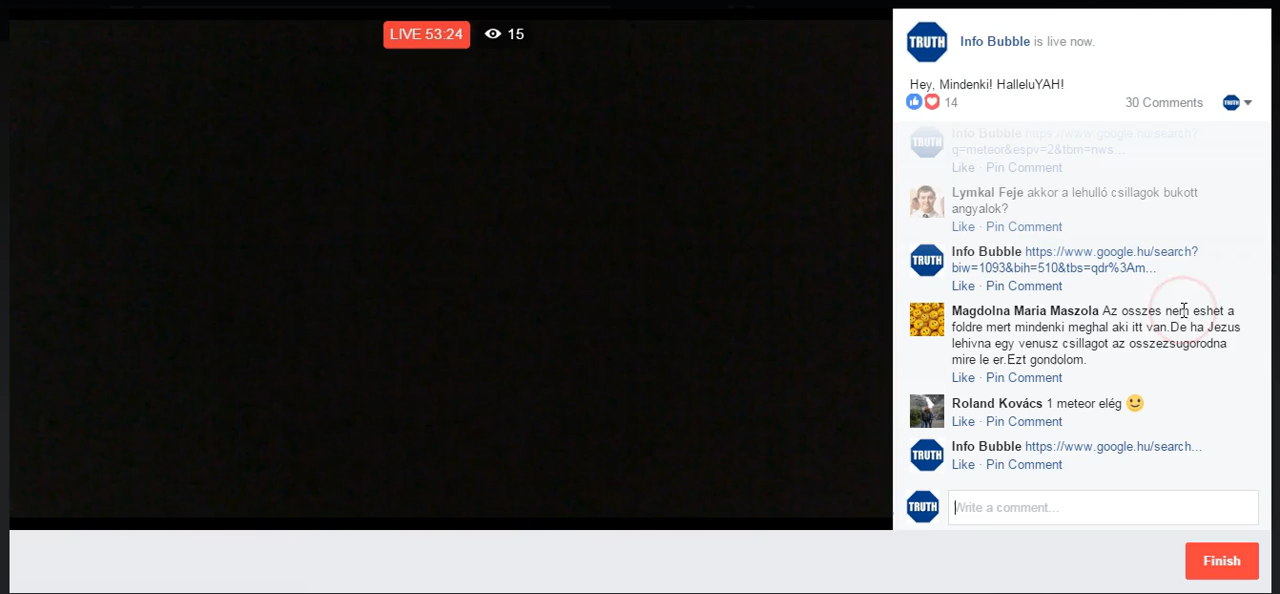 LIVE 53:24
15
TRUTH
Info Bubble is live now.
Hey, Mindenki! HalleluYAH!
14
30 Comments
TRUTH
Info Bubble https://www.google.hu/search?
q=meteor&espv=2&tbm=nws...
Like · Pin Comment
Lymkal Feje akkor a lehulló csillagok bukott
angyalok?
Like · Pin Comment
TRUTH
Info Bubble https://www.google.hu/search?
biw=1093&bih=510&tbs=qdr%3Am...
Like · Pin Comment
Magdolna Maria Maszola Az osszes nem eshet a
foldre mert mindenki meghal aki itt van.De ha Jezus
lehivna egy venusz csillagot az osszezsugorodna
mire le er.Ezt gondolom.
Like · Pin Comment
Roland Kovács 1 meteor elég
Like · Pin Comment
TRUTH
Info Bubble https://www.google.hu/search...
Like · Pin Comment
TRUTH
Write a comment...
Finish